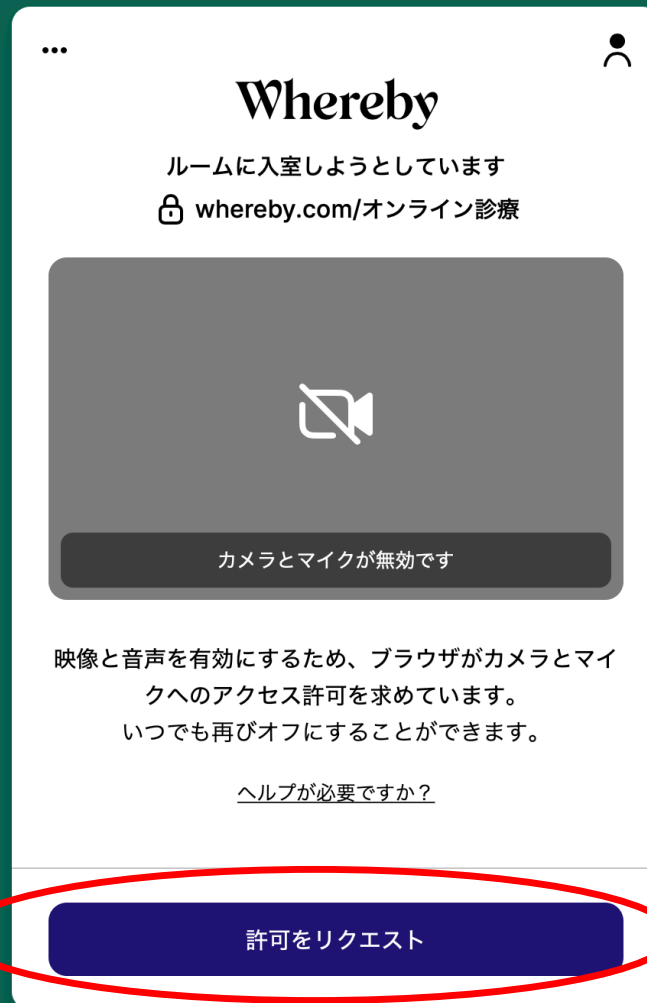 Whereby
ルームに入室しようとしています
whereby.com/オンライン診療
カメラとマイクが無効です
映像と音声を有効にするため、ブラウザがカメラとマイ
クへのアクセス許可を求めています。
いつでも再びオフにすることができます。
ヘルプが必要ですか？
許可をリクエスト